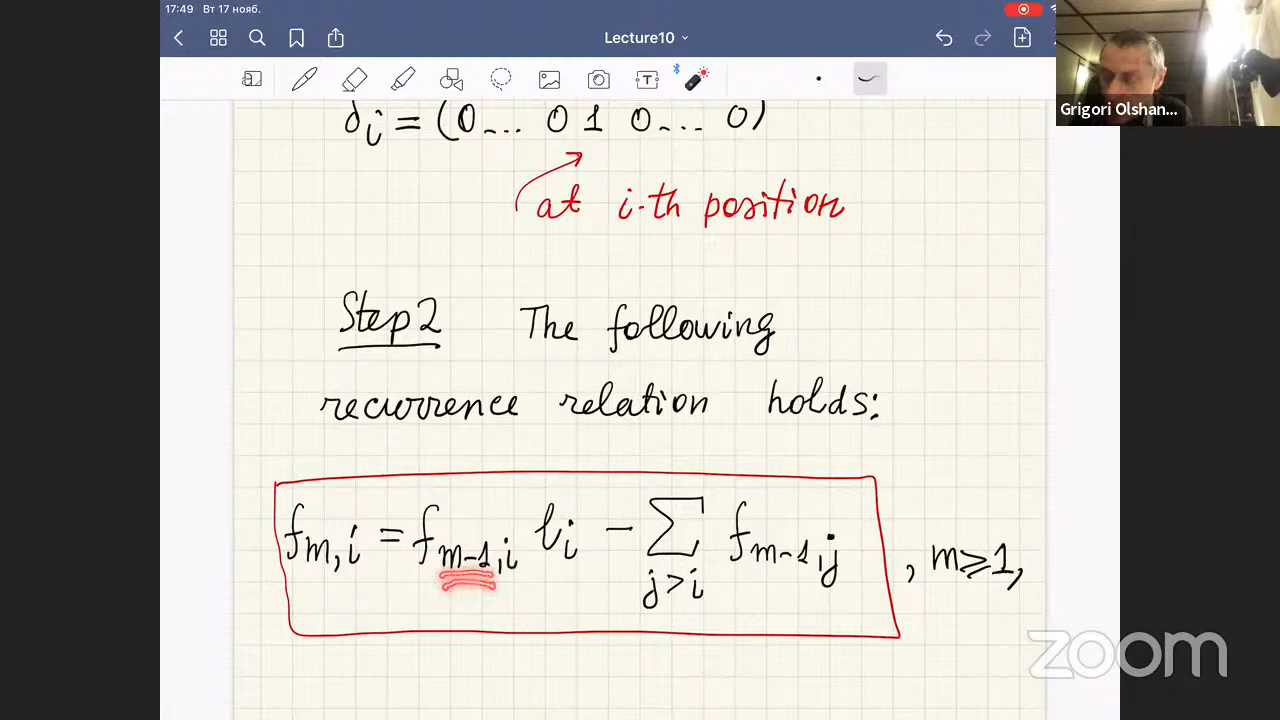 17:49 Вт 17 нояб.
Lecture10
Grigori Olshan...
δᵢ = (0... 0 1 0... 0)
at i-th position
Step 2 The following
recurrence relation holds:
f_{m,i} = f_{m-1,i} l_i - ∑_{j>i} f_{m-1,j} , m⩾1,
zoom